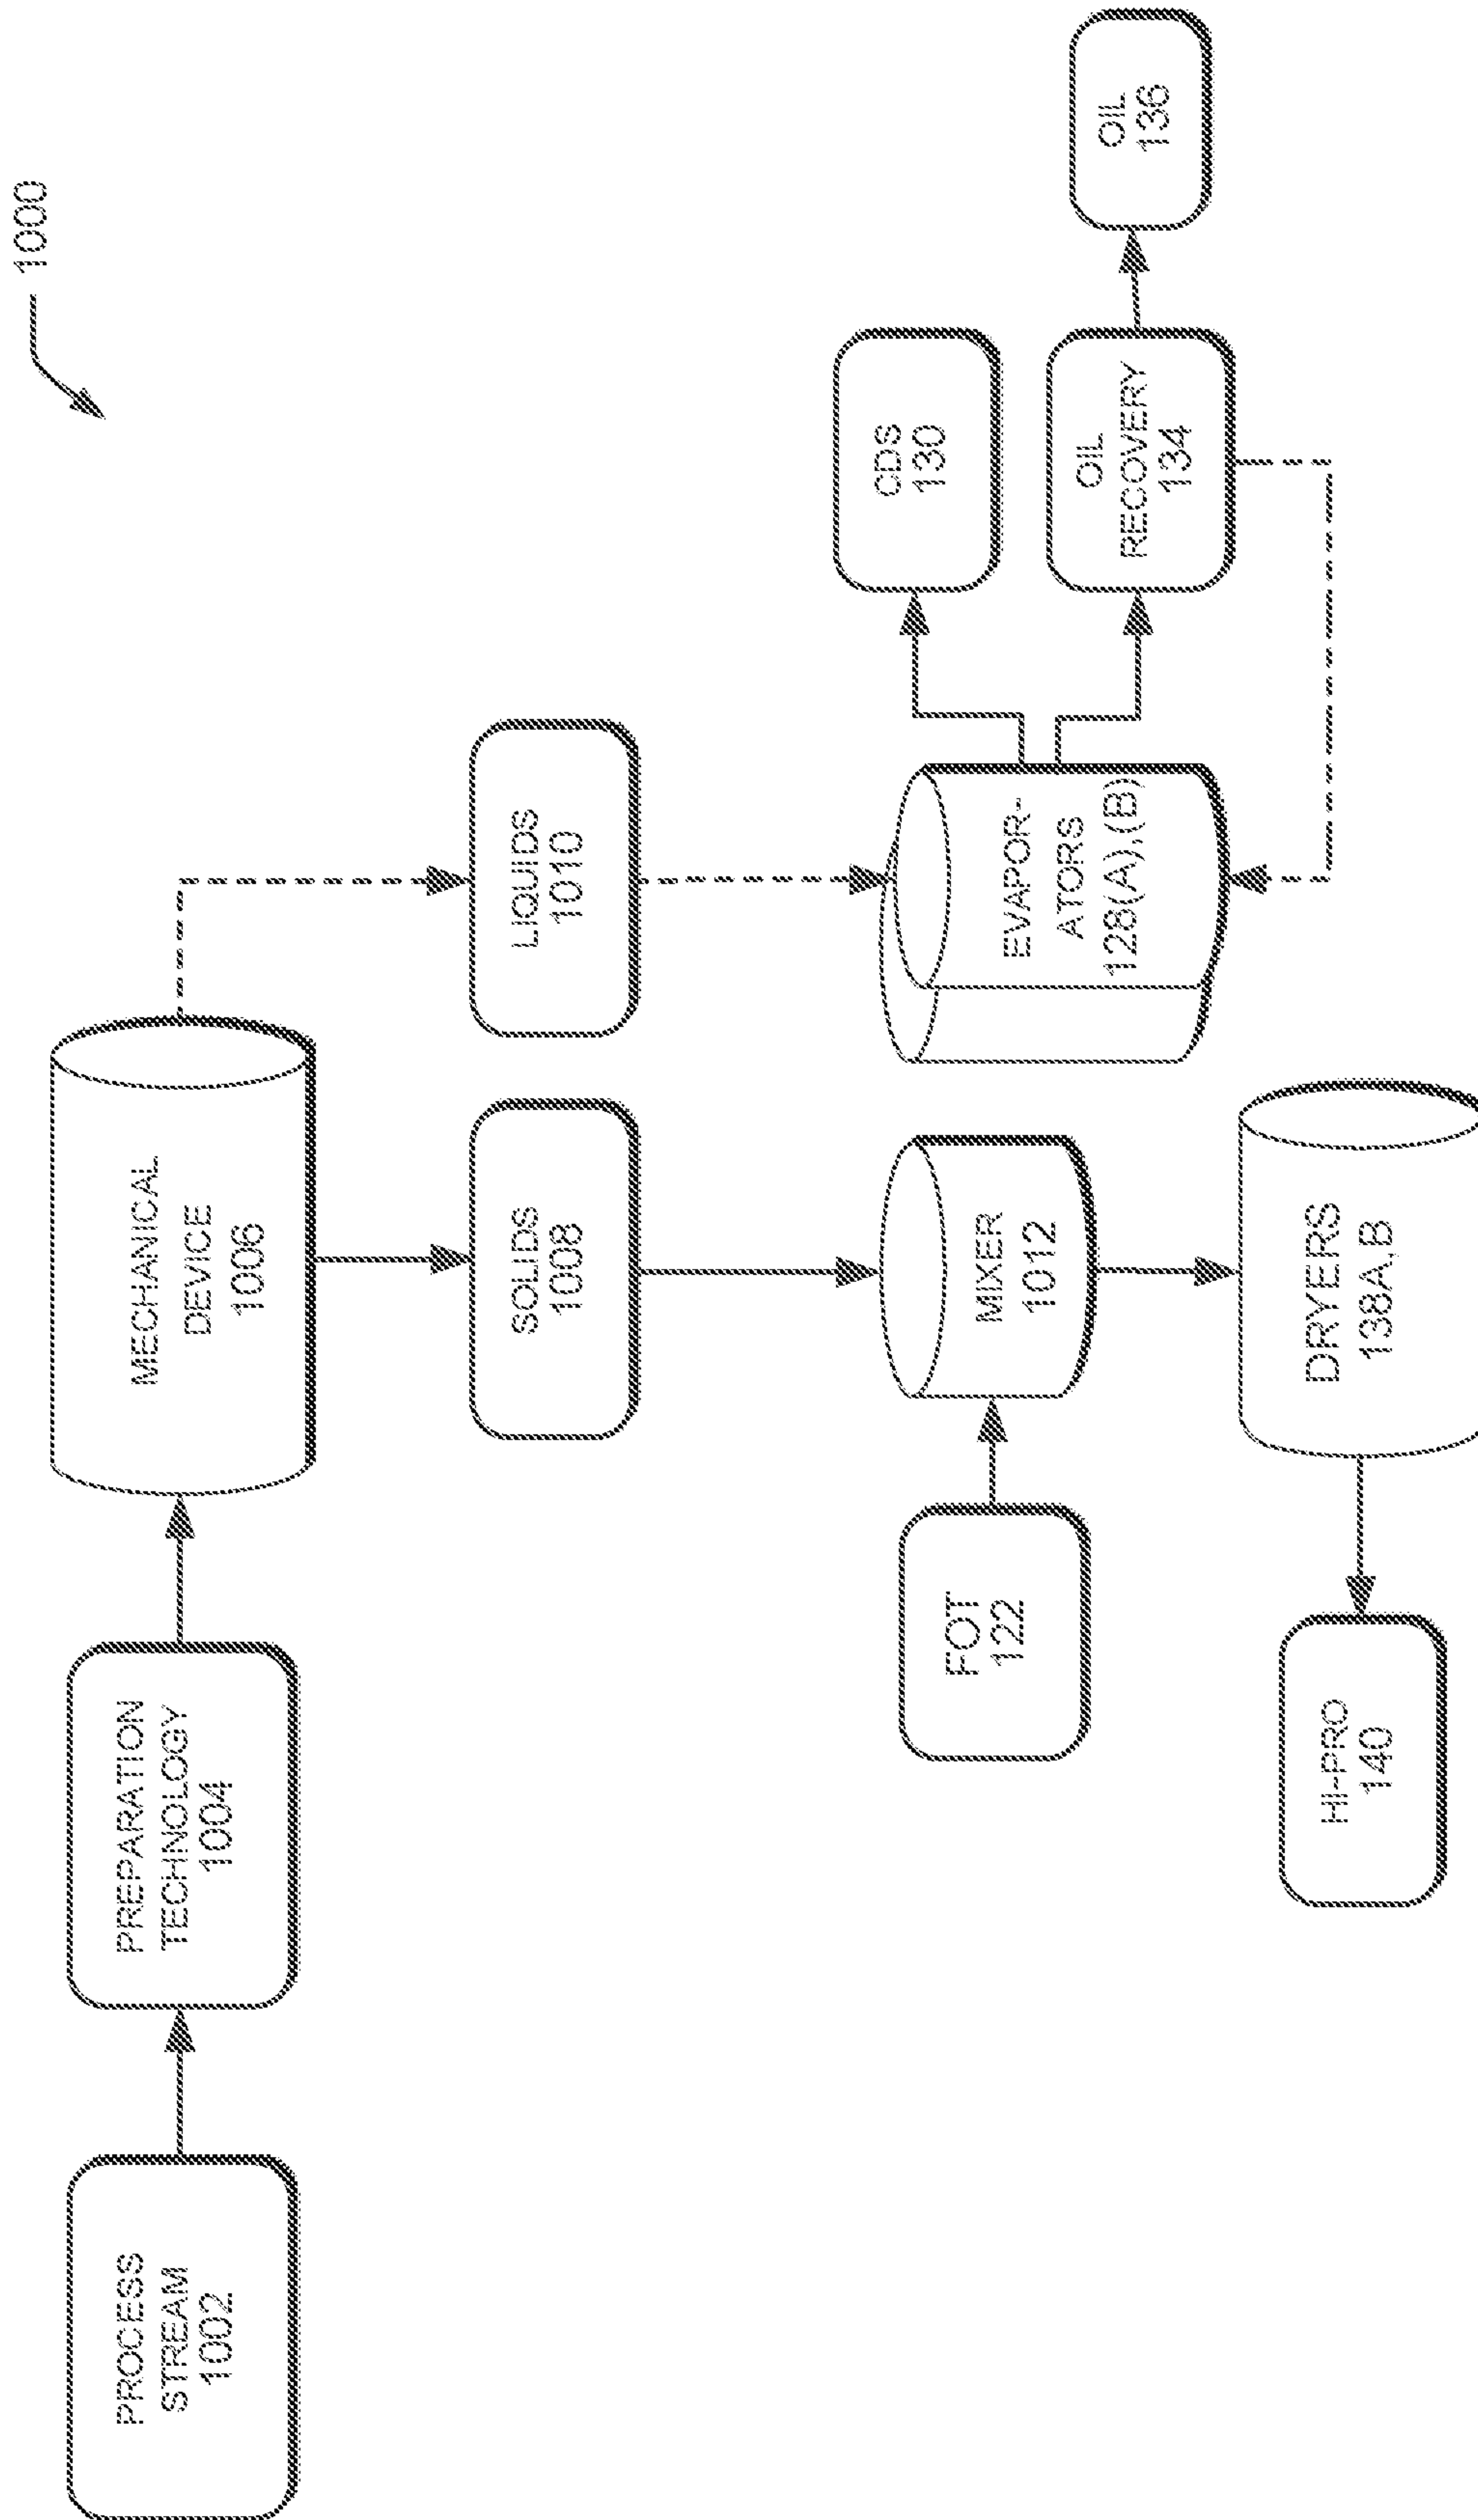 1000
PROCESS
STREAM
1002
PREPARATION
TECHNOLOGY
1004
MECHANICAL
DEVICE
1006
SOLIDS
1008
LIQUIDS
1010
FOT
122
MIXER
1012
EVAPOR-
ATORS
128(A),(B)
CDS
130
OIL
RECOVERY
134
OIL
136
HI-PRO
140
DRYERS
138A,B